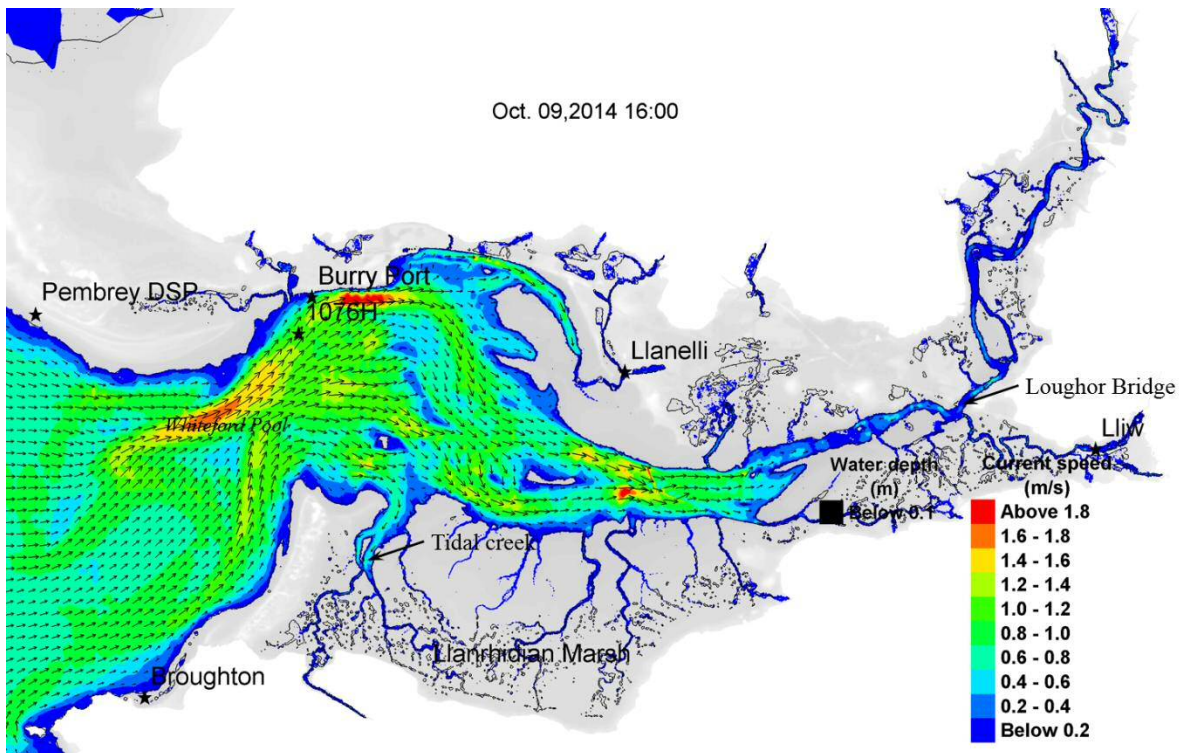 Oct. 09,2014 16:00
Burry Port
Pembrey DSP
1076H
Llanelli
Loughor Bridge
Whiteford Pool
Lliw
Water depth
(m)
Below 0.1
Current speed
(m/s)
Above 1.8
1.6 - 1.8
1.4 - 1.6
1.2 - 1.4
1.0 - 1.2
0.8 - 1.0
0.6 - 0.8
0.4 - 0.6
0.2 - 0.4
Below 0.2
Tidal creek
Llanrhidian Marsh
Broughton